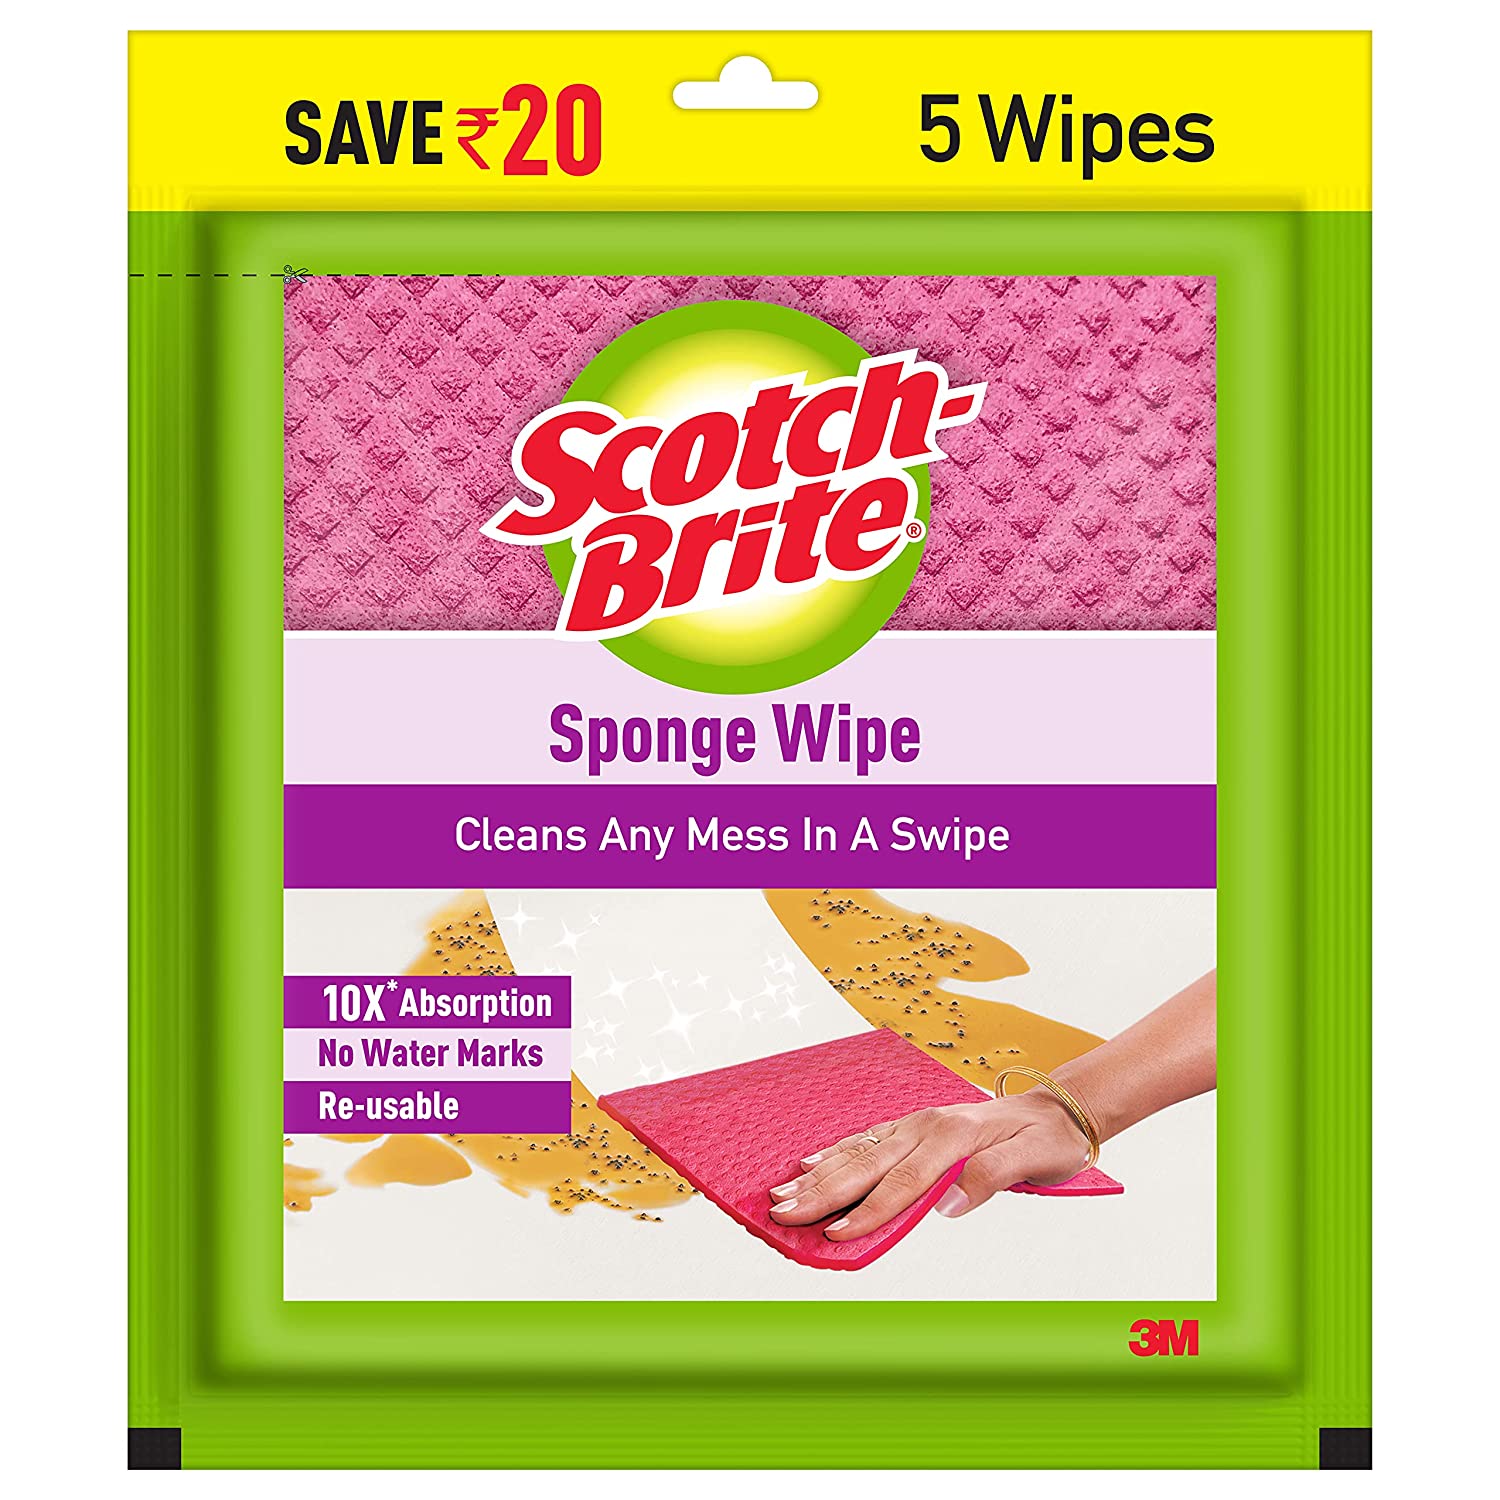 SAVE ₹20
5 Wipes
Scotch-
Brite®
Sponge Wipe
Cleans Any Mess In A Swipe
10X* Absorption
No Water Marks
Re-usable
3M